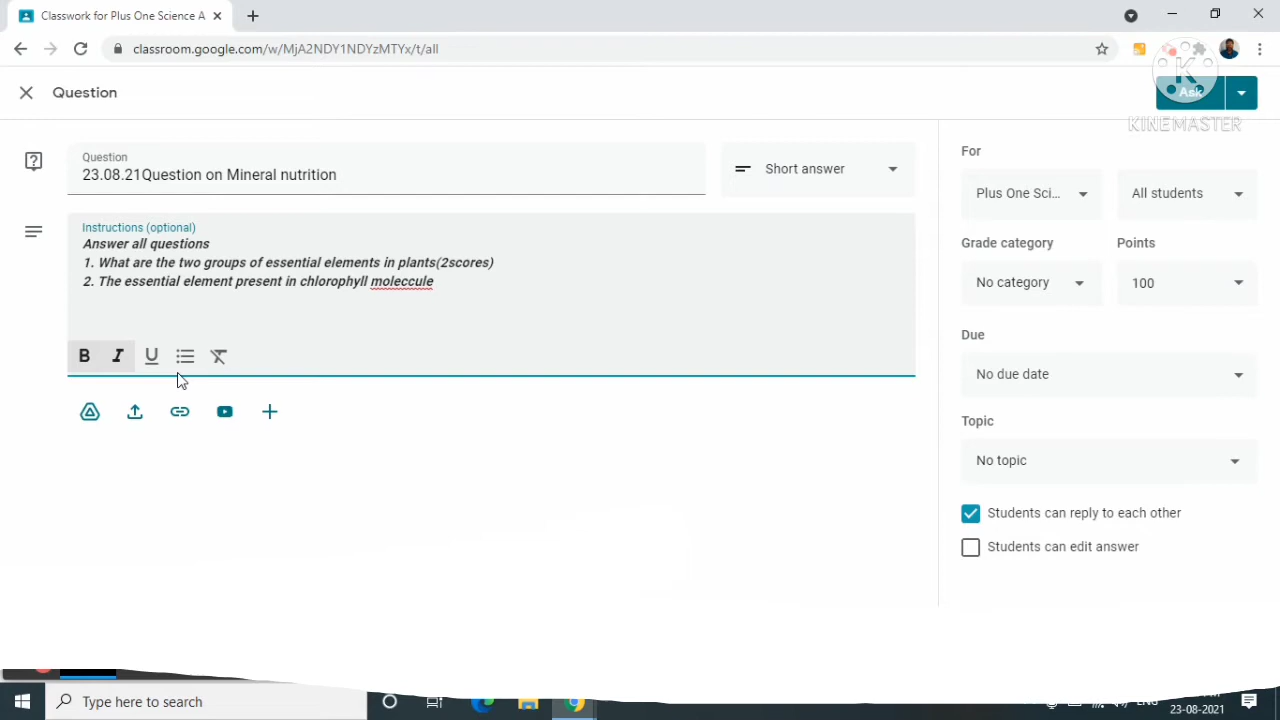 Classwork for Plus One Science A
classroom.google.com/w/MjA2NDY1NDYzMTYx/t/all
Question
Ask
KINEMASTER
Question
23.08.21Question on Mineral nutrition
Short answer
Instructions (optional)
Answer all questions
1. What are the two groups of essential elements in plants(2scores)
2. The essential element present in chlorophyll moleccule
B I U
For
Plus One Sci...
All students
Grade category
Points
No category
100
Due
No due date
Topic
No topic
Students can reply to each other
Students can edit answer
Type here to search
ENG
23-08-2021